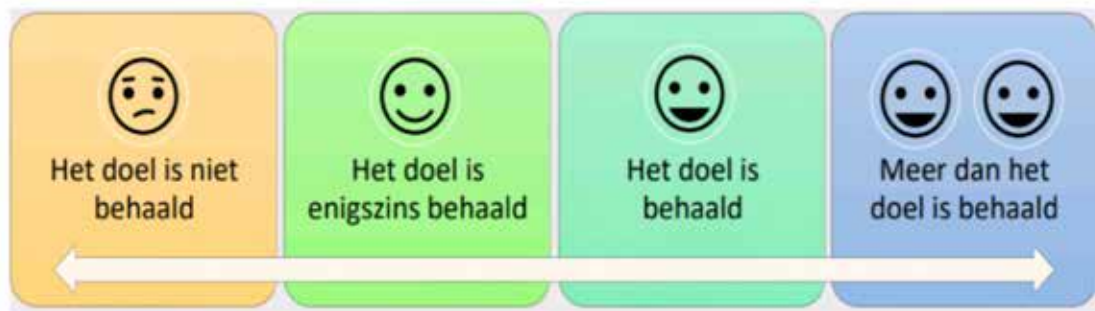 Het doel is niet
behaald
Het doel is
enigszins behaald
Het doel is
behaald
Meer dan het
doel is behaald